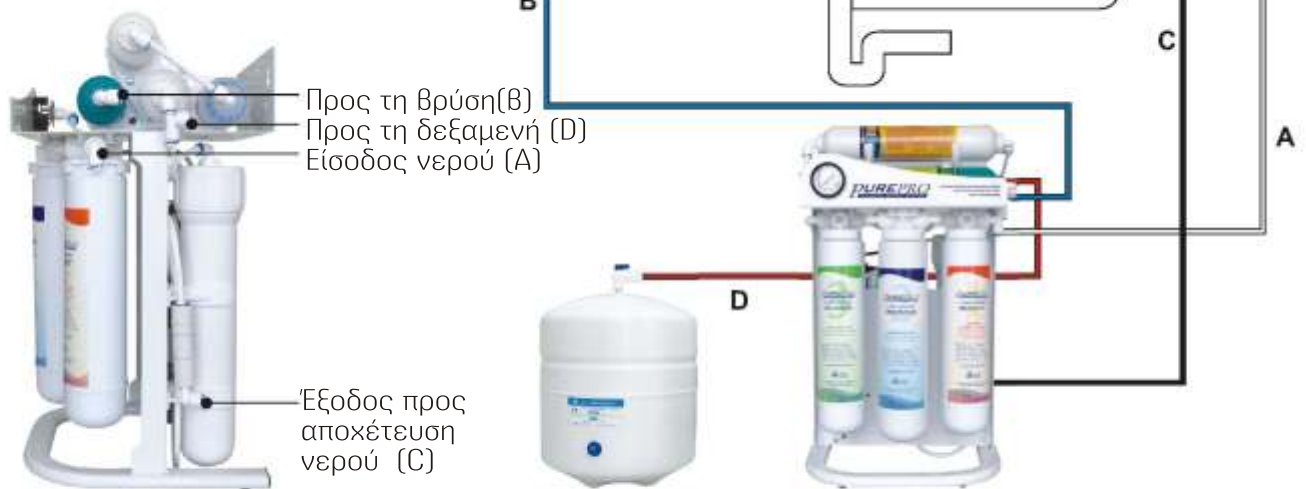 B
C
Προς τη βρύση(B)
Προς τη δεξαμενή (D)
Είσοδος νερού (A)
A
PUREPRO
D
Έξοδος προς
αποχέτευση
νερού (C)